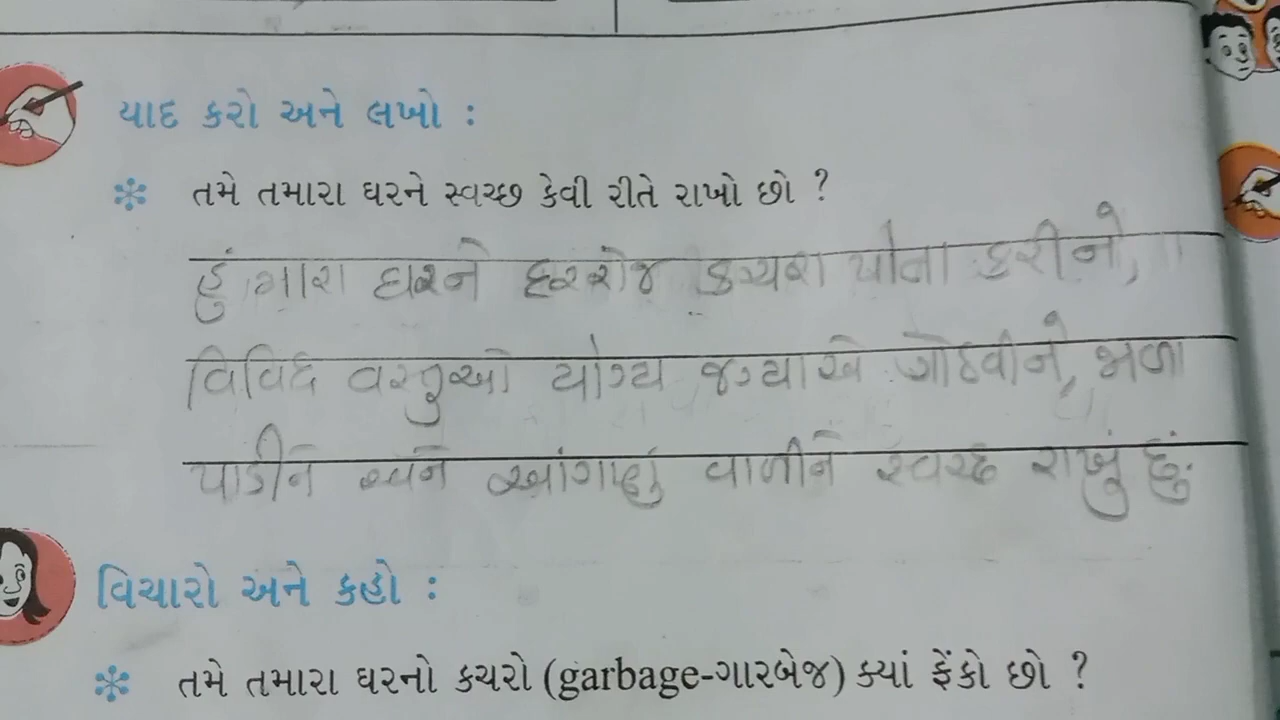 યાદ કરો અને લખો :
તમે તમારા ઘરને સ્વચ્છ કેવી રીતે રાખો છો ?
હું મારા ઘરને દરરોજ કચરા પોતા કરીને,
વિવિદ વસ્તુઓ યોગ્ય જગ્યાએ ગોઠવીને, જાળા
પાડીને અને આંગણું વાળીને સ્વચ્છ રાખું છું.
વિચારો અને કહો :
તમે તમારા ઘરનો કચરો (garbage-ગારબેજ) ક્યાં ફેંકો છો ?